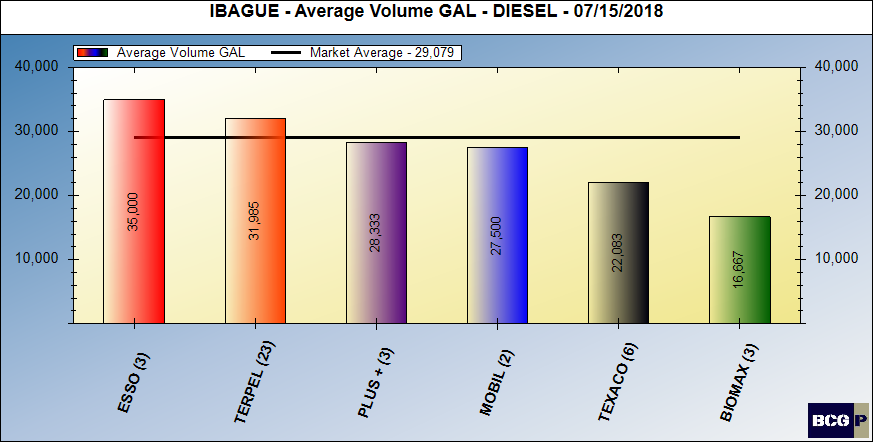 IBAGUE - Average Volume GAL - DIESEL - 07/15/2018
Average Volume GAL Market Average - 29,079
40,000 40,000
30,000 30,000
20,000 20,000
10,000 10,000
35,000
31,985
28,333
27,500
22,083
16,667
ESSO (3)
TERPEL (23)
PLUS + (3)
MOBIL (2)
TEXACO (6)
BIOMAX (3)
BCG P